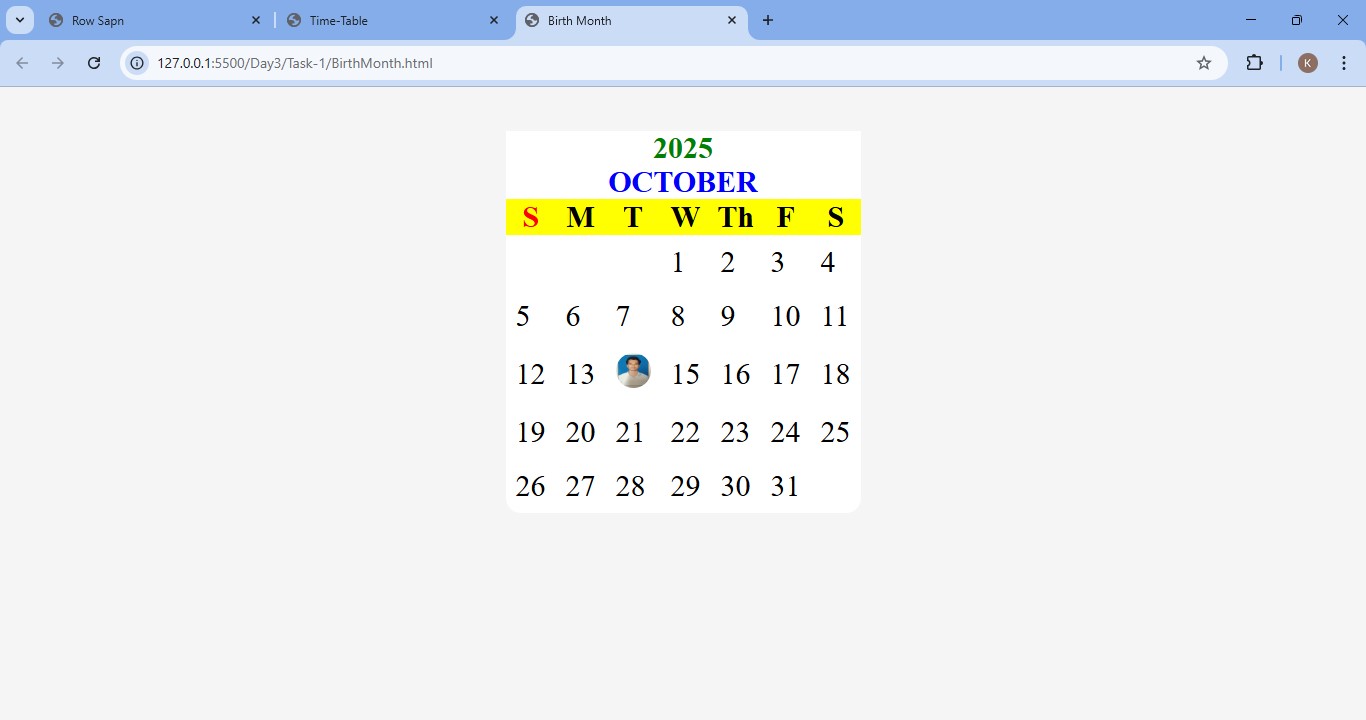 Row Sapn
Time-Table
Birth Month
127.0.0.1:5500/Day3/Task-1/BirthMonth.html
K
2025
OCTOBER
S M T W Th F S
1 2 3 4
5 6 7 8 9 10 11
12 13 15 16 17 18
19 20 21 22 23 24 25
26 27 28 29 30 31